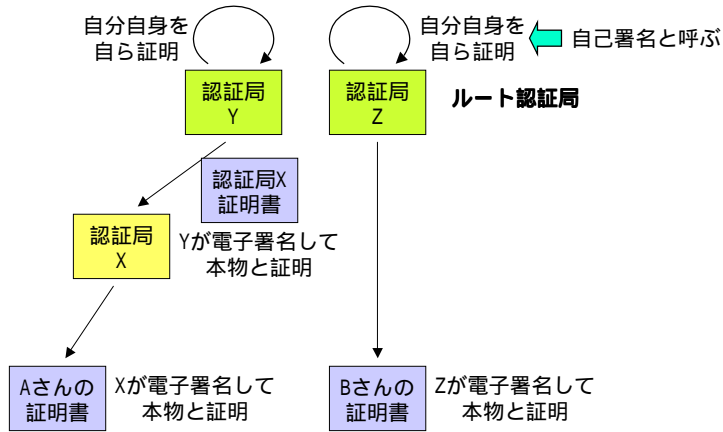 自分自身を
自ら証明
自分自身を
自ら証明
自己署名と呼ぶ
認証局
Y
認証局
Z
ルート認証局
認証局X
証明書
認証局
X
Yが電子署名して
本物と証明
Aさんの
証明書
Xが電子署名して
本物と証明
Bさんの
証明書
Zが電子署名して
本物と証明